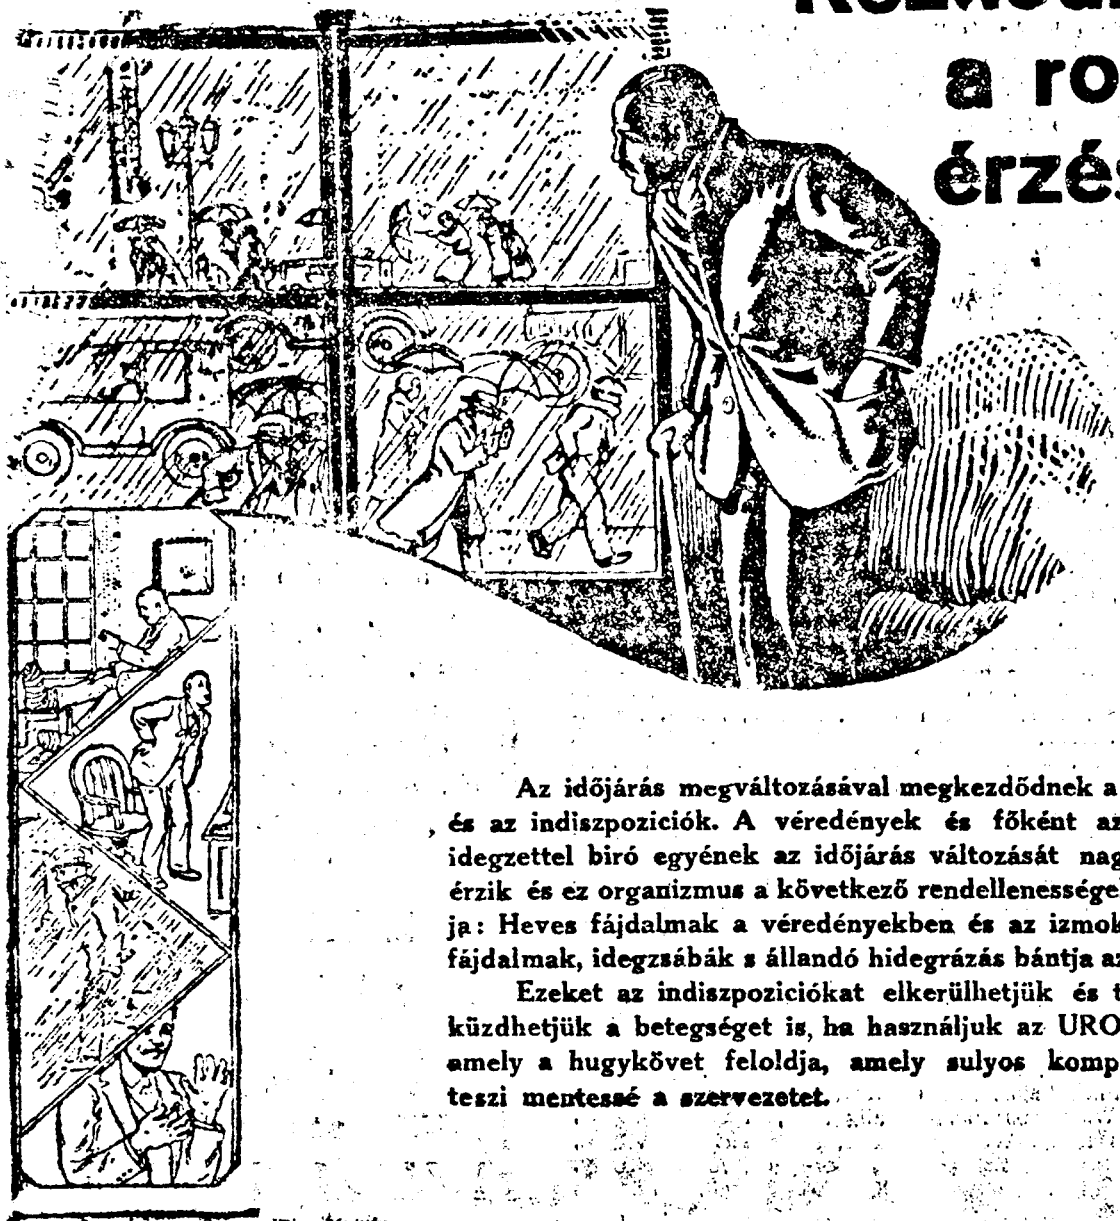 a ro
érzés
Az időjárás megváltozásával megkezdődnek a
és az indiszpoziciók. A véredények és főként az
idegzettel biró egyének az időjárás változását nag
érzik és ez organizmus a következő rendellenessége
ja: Heves fájdalmak a véredényekben és az izmok
fájdalmak, idegzsábák s állandó hidegrázás bántja az
Ezeket az indiszpoziciókat elkerülhetjük és t
küzdhetjük a betegséget is, ha használjuk az URO
amely a hugykövet feloldja, amely sulyos komp
teszi mentessé a szervezetet.